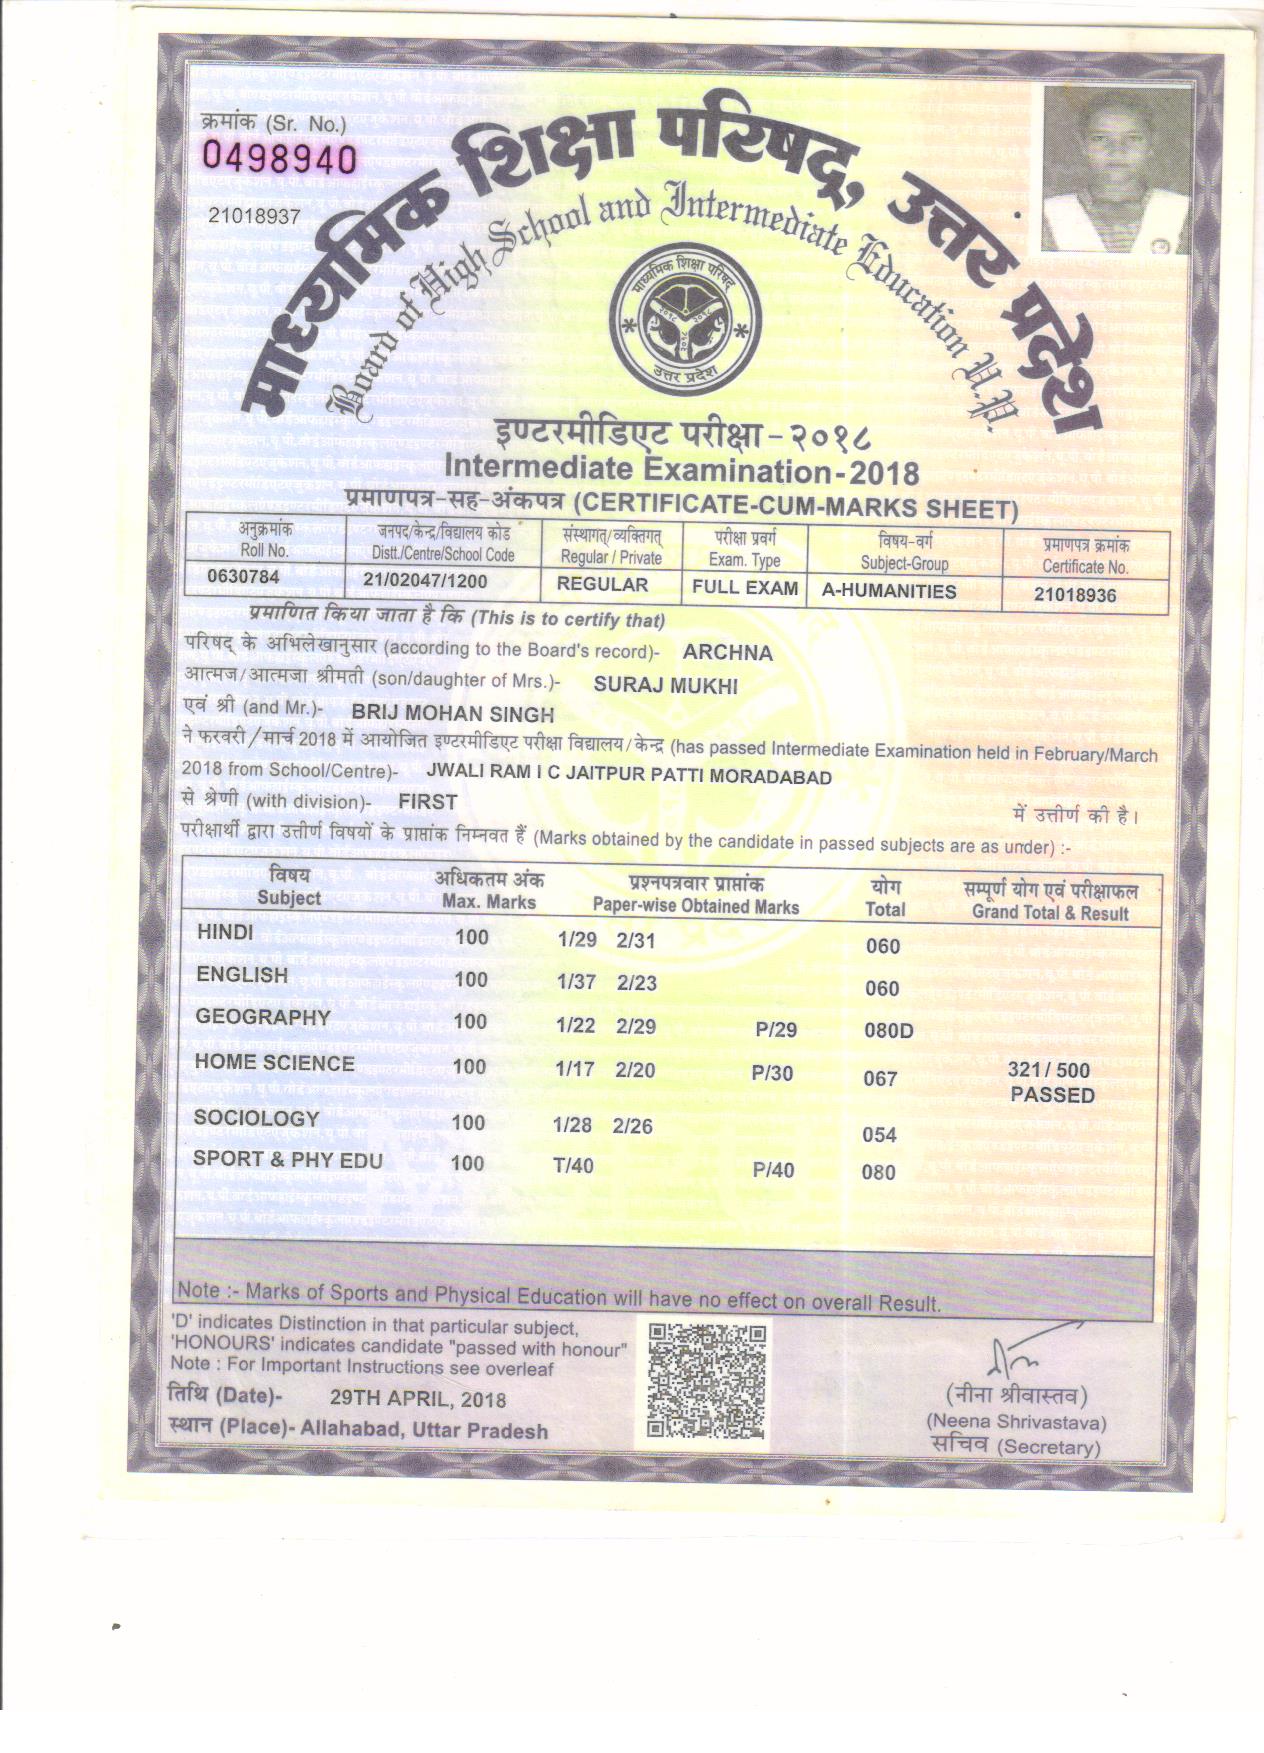 क्रमांक (Sr. No.)
0498940
21018937
माध्यमिक शिक्षा परिषद्, उत्तर प्रदेश
Board of High School and Intermediate Education U.P.
माध्यमिक शिक्षा परिषद्
उत्तर प्रदेश
इण्टरमीडिएट परीक्षा - २०१८
Intermediate Examination-2018
प्रमाणपत्र-सह-अंकपत्र (CERTIFICATE-CUM-MARKS SHEET)
अनुक्रमांक जनपद/केन्द्र/विद्यालय कोड संस्थागत्/व्यक्तिगत् परीक्षा प्रवर्ग विषय-वर्ग प्रमाणपत्र क्रमांक
Roll No. Distt./Centre/School Code Regular / Private Exam. Type Subject-Group Certificate No.
0630784 21/02047/1200 REGULAR FULL EXAM A-HUMANITIES 21018936
प्रमाणित किया जाता है कि (This is to certify that)
परिषद् के अभिलेखानुसार (according to the Board's record)- ARCHNA
आत्मज/आत्मजा श्रीमती (son/daughter of Mrs.)- SURAJ MUKHI
एवं श्री (and Mr.)- BRIJ MOHAN SINGH
ने फरवरी/मार्च 2018 में आयोजित इण्टरमीडिएट परीक्षा विद्यालय/केन्द्र (has passed Intermediate Examination held in February/March
2018 from School/Centre)- JWALI RAM I C JAITPUR PATTI MORADABAD
से श्रेणी (with division)- FIRST में उत्तीर्ण की है।
परीक्षार्थी द्वारा उत्तीर्ण विषयों के प्राप्तांक निम्नवत हैं (Marks obtained by the candidate in passed subjects are as under) :-
विषय अधिकतम अंक प्रश्नपत्रवार प्राप्तांक योग सम्पूर्ण योग एवं परीक्षाफल
Subject Max. Marks Paper-wise Obtained Marks Total Grand Total & Result
HINDI 100 1/29 2/31 060
ENGLISH 100 1/37 2/23 060
GEOGRAPHY 100 1/22 2/29 P/29 080D
HOME SCIENCE 100 1/17 2/20 P/30 067 321/ 500
PASSED
SOCIOLOGY 100 1/28 2/26 054
SPORT & PHY EDU 100 T/40 P/40 080
Note :- Marks of Sports and Physical Education will have no effect on overall Result.
'D' indicates Distinction in that particular subject,
'HONOURS' indicates candidate "passed with honour"
Note : For Important Instructions see overleaf
तिथि (Date)- 29TH APRIL, 2018
स्थान (Place)- Allahabad, Uttar Pradesh
(नीना श्रीवास्तव)
(Neena Shrivastava)
सचिव (Secretary)